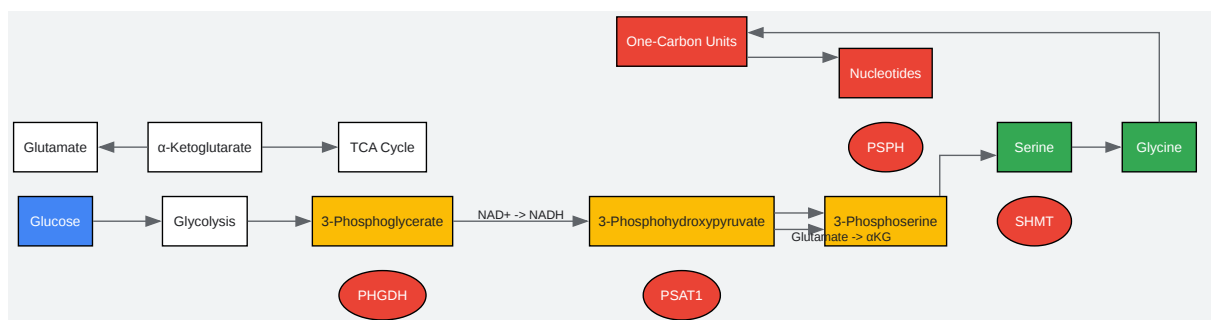 One-Carbon Units
Nucleotides
Glutamate
α-Ketoglutarate
TCA Cycle
PSPH
Serine
Glycine
Glucose
Glycolysis
3-Phosphoglycerate
NAD+ -> NADH
3-Phosphohydroxypyruvate
3-Phosphoserine
Glutamate -> αKG
SHMT
PHGDH
PSAT1